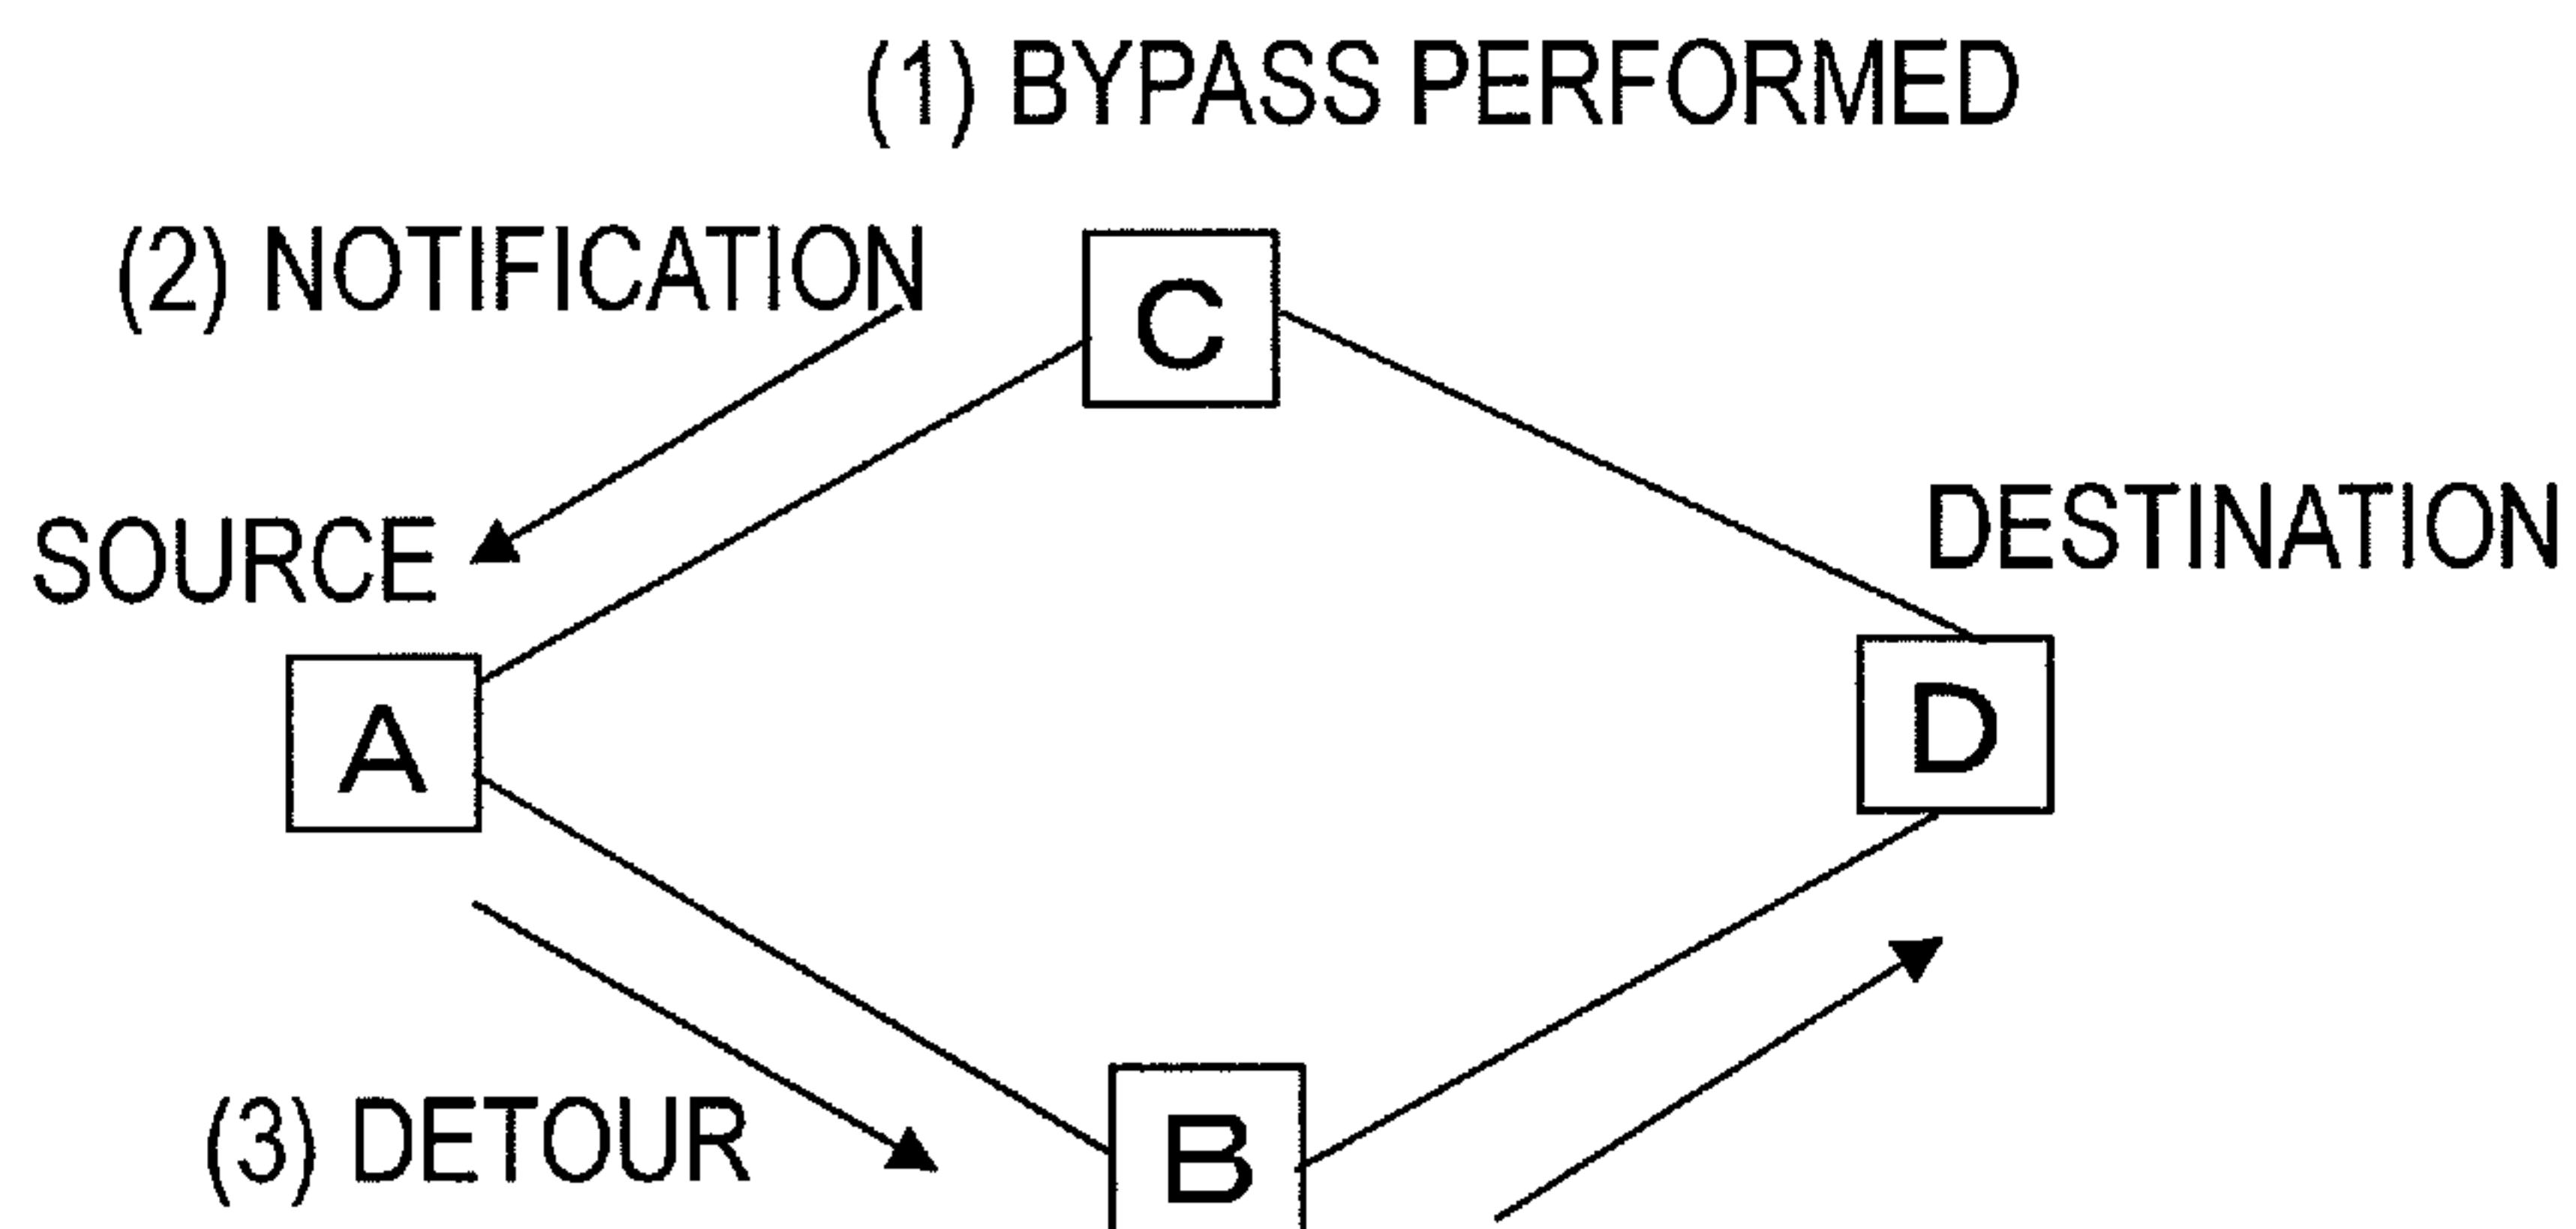 (1) BYPASS PERFORMED
(2) NOTIFICATION
C
SOURCE
DESTINATION
A
D
(3) DETOUR
B